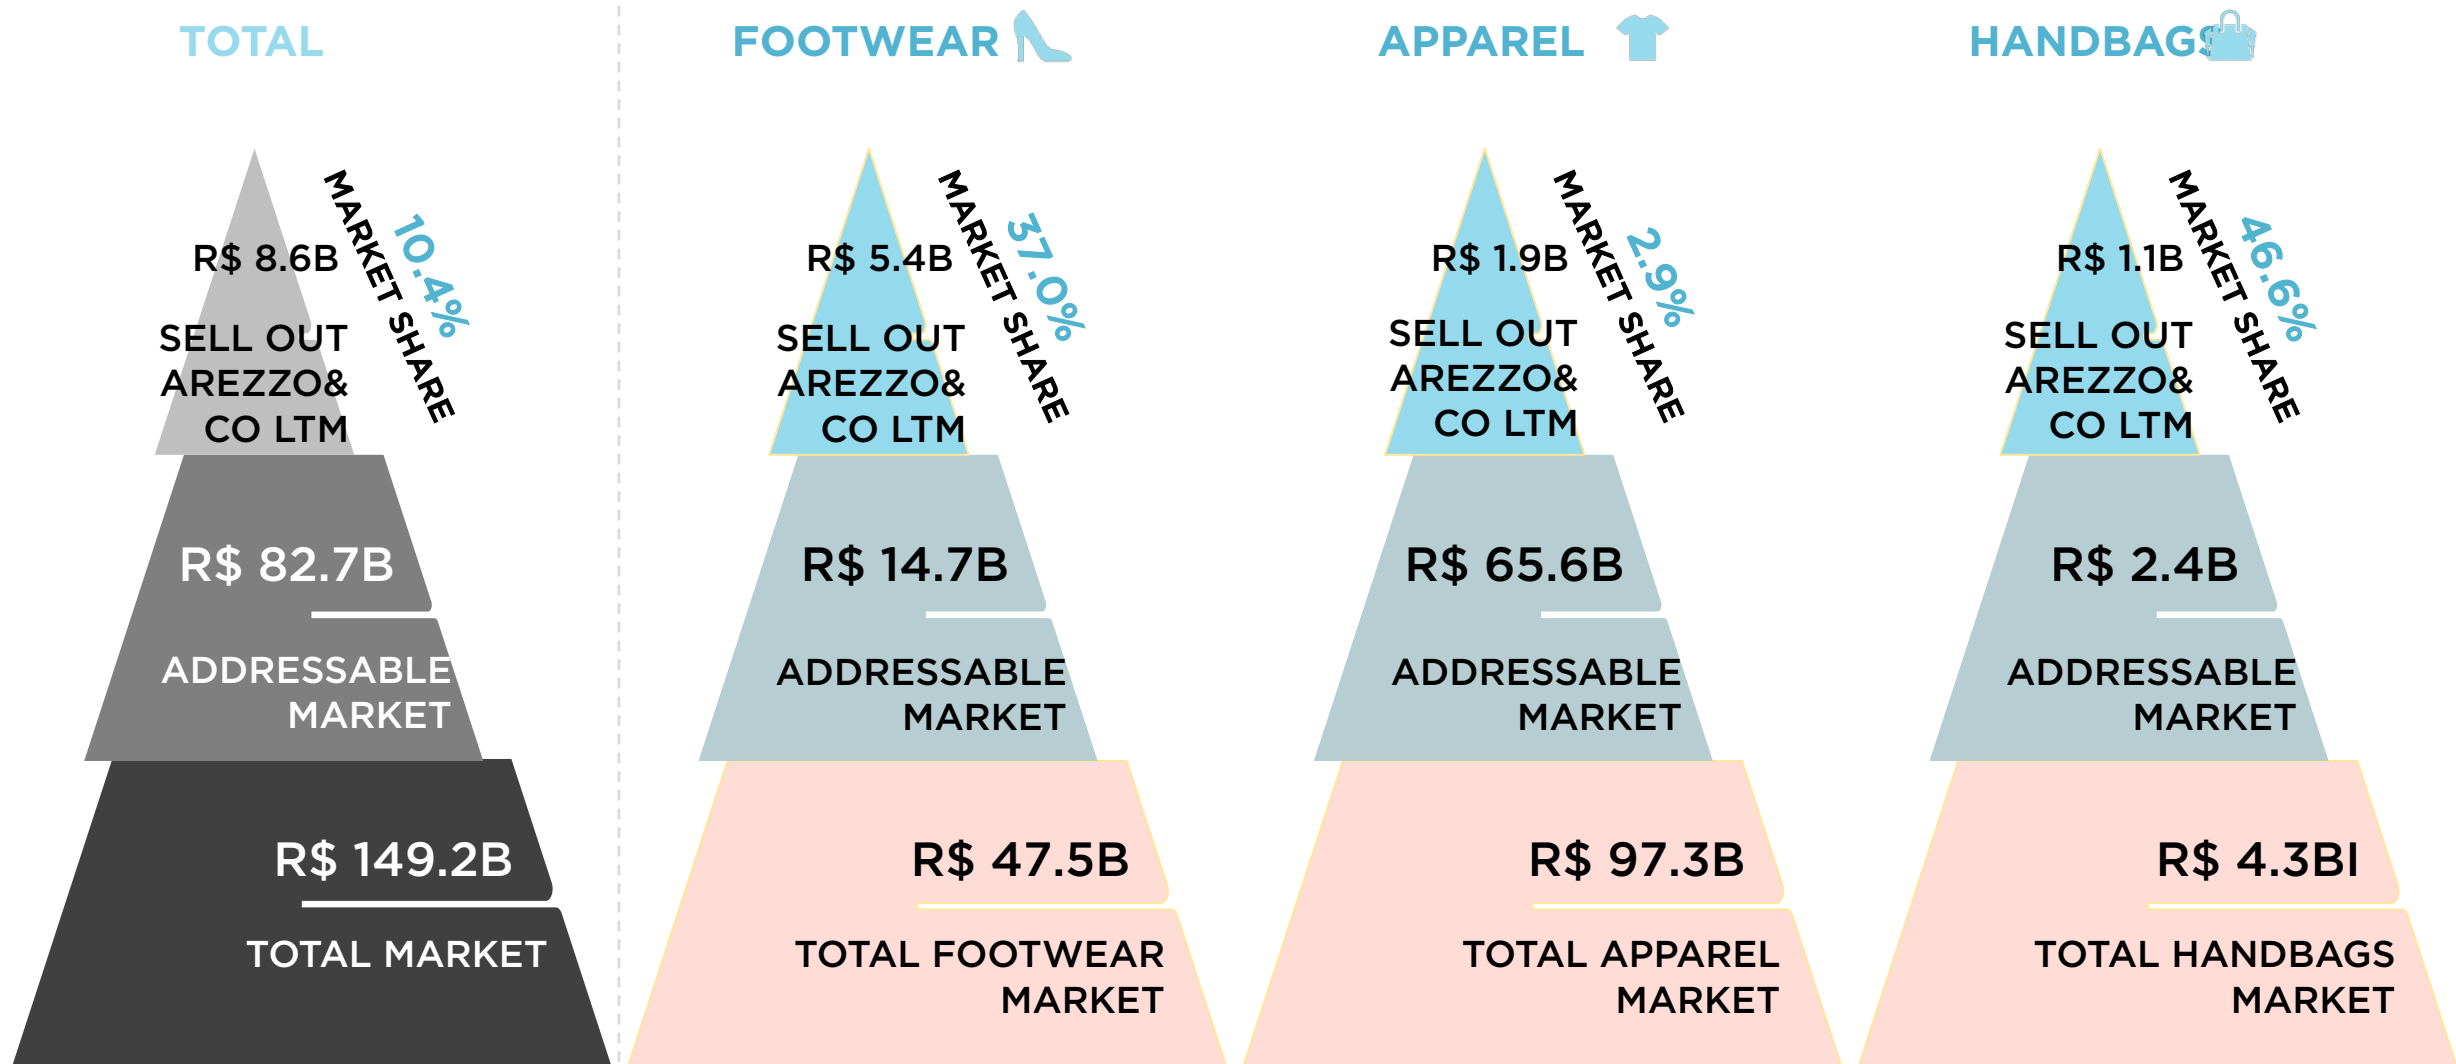 TOTAL
R$ 8.6B
SELL OUT
AREZZO&
CO LTM
MARKET SHARE
10.4%
R$ 82.7B
ADDRESSABLE
MARKET
R$ 149.2B
TOTAL MARKET
FOOTWEAR
R$ 5.4B
SELL OUT
AREZZO&
CO LTM
MARKET SHARE
37.0%
R$ 14.7B
ADDRESSABLE
MARKET
R$ 47.5B
TOTAL FOOTWEAR
MARKET
APPAREL
R$ 1.9B
SELL OUT
AREZZO&
CO LTM
MARKET SHARE
2.9%
R$ 65.6B
ADDRESSABLE
MARKET
R$ 97.3B
TOTAL APPAREL
MARKET
HANDBAGS
R$ 1.1B
SELL OUT
AREZZO&
CO LTM
MARKET SHARE
46.6%
R$ 2.4B
ADDRESSABLE
MARKET
R$ 4.3BI
TOTAL HANDBAGS
MARKET